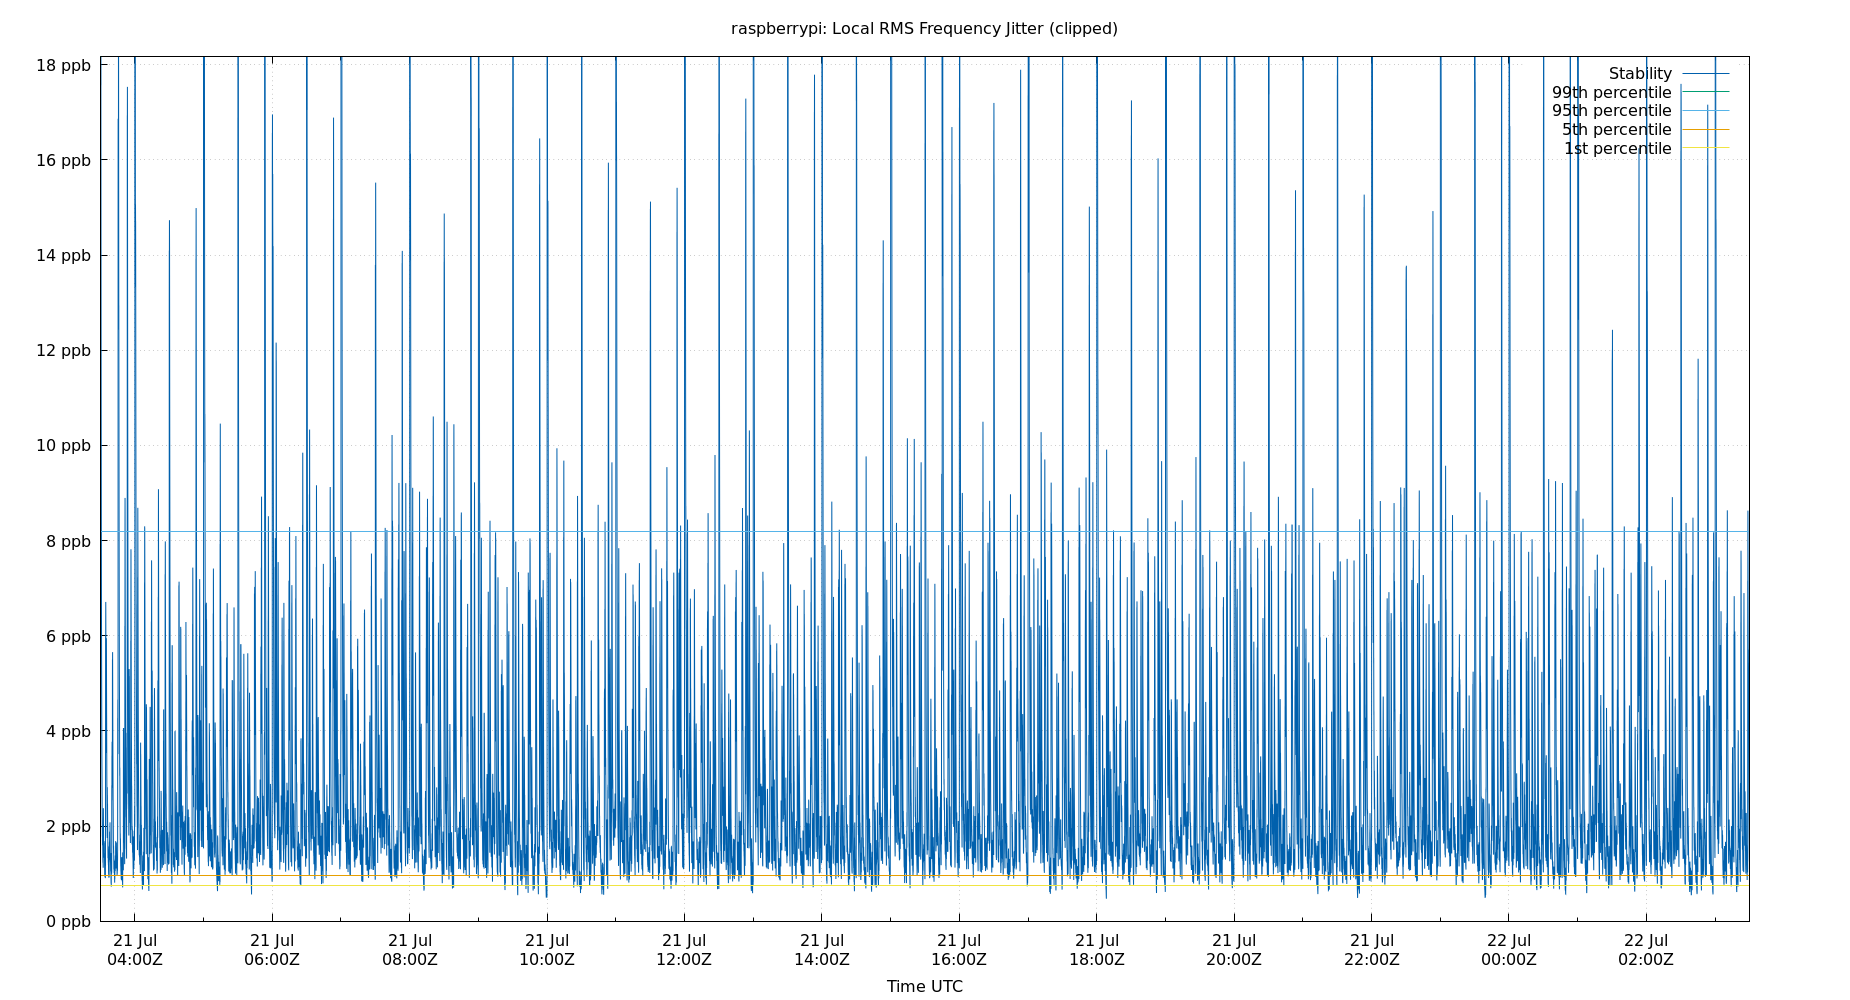 raspberrypi: Local RMS Frequency Jitter (clipped)
18 ppb
16 ppb
14 ppb
12 ppb
10 ppb
8 ppb
6 ppb
4 ppb
2 ppb
0 ppb
Stability
99th percentile
95th percentile
5th percentile
1st percentile
21 Jul 21 Jul 21 Jul 21 Jul 21 Jul 21 Jul 21 Jul 21 Jul 21 Jul 21 Jul 22 Jul 22 Jul
04:00Z 06:00Z 08:00Z 10:00Z 12:00Z 14:00Z 16:00Z 18:00Z 20:00Z 22:00Z 00:00Z 02:00Z
Time UTC